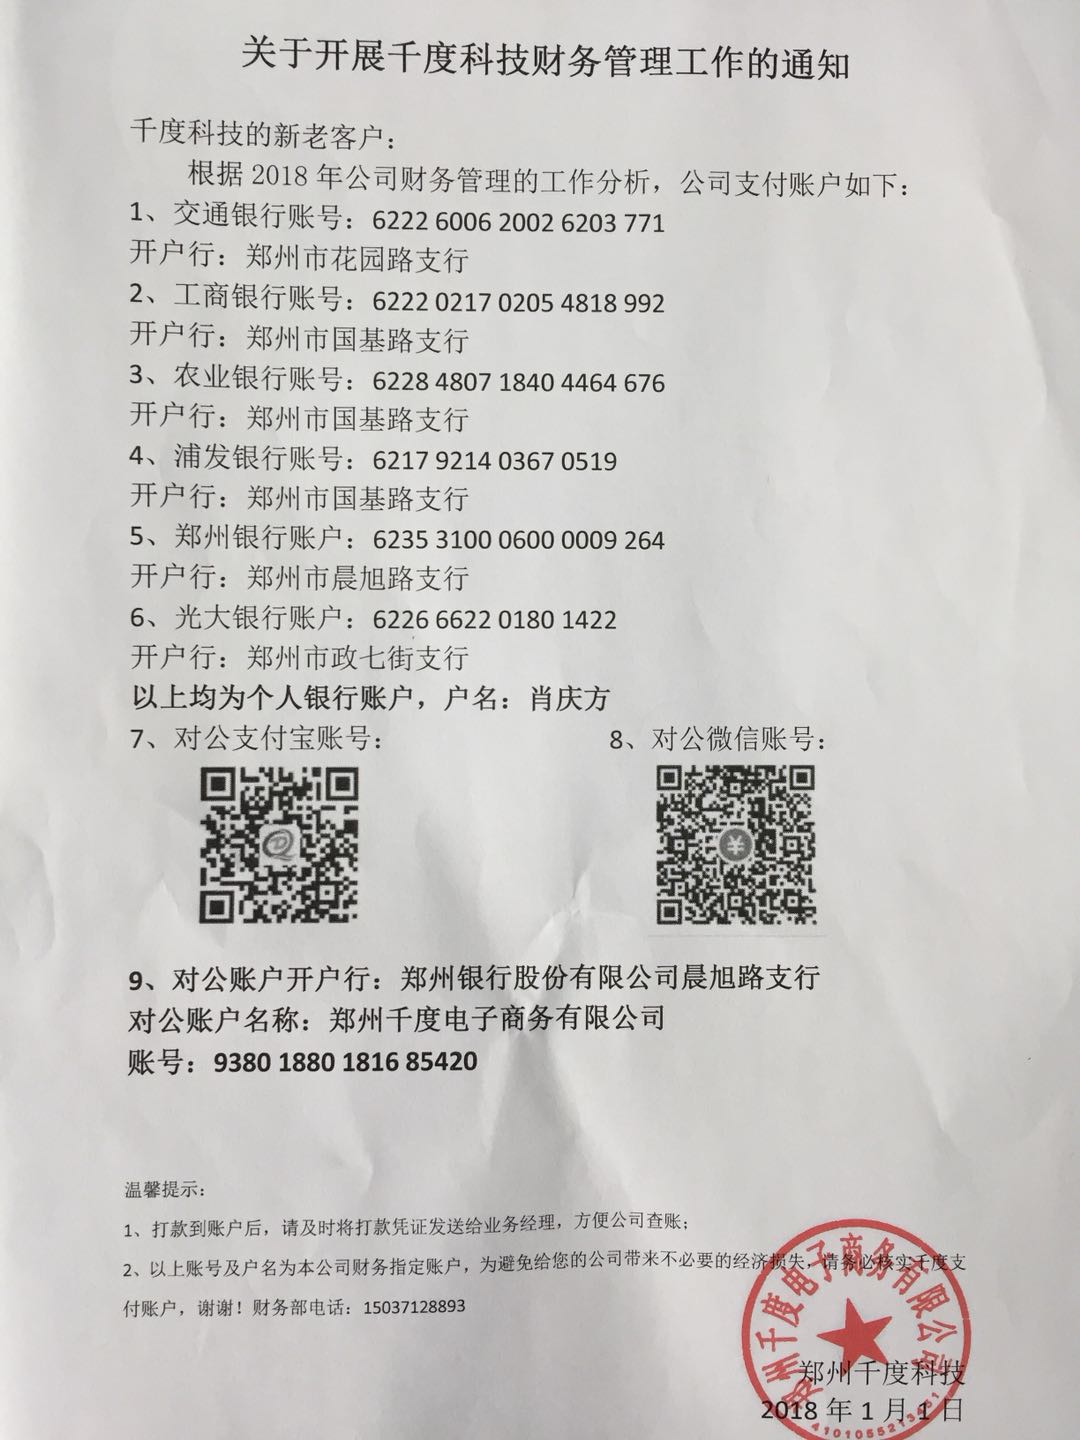 关于开展千度科技财务管理工作的通知
千度科技的新老客户：
根据 2018 年公司财务管理的工作分析，公司支付账户如下：
1、交通银行账号：6222 6006 2002 6203 771
开户行：郑州市花园路支行
2、工商银行账号：6222 0217 0205 4818 992
开户行：郑州市国基路支行
3、农业银行账号：6228 4807 1840 4464 676
开户行：郑州市国基路支行
4、浦发银行账号：6217 9214 0367 0519
开户行：郑州市国基路支行
5、郑州银行账户：6235 3100 0600 0009 264
开户行：郑州市晨旭路支行
6、光大银行账户：6226 6622 0180 1422
开户行：郑州市政七街支行
以上均为个人银行账户，户名：肖庆方
7、对公支付宝账号：
8、对公微信账号：
9、对公账户开户行：郑州银行股份有限公司晨旭路支行
对公账户名称：郑州千度电子商务有限公司
账号：9380 1880 1816 85420
温馨提示：
1、打款到账户后，请及时将打款凭证发送给业务经理，方便公司查账；
2、以上账号及户名为本公司财务指定账户，为避免给您的公司带来不必要的经济损失，请务必核实千度支
付账户，谢谢！财务部电话：15037128893
郑州千度电子商务有限公司
郑州千度科技
2018 年 1 月 1 日